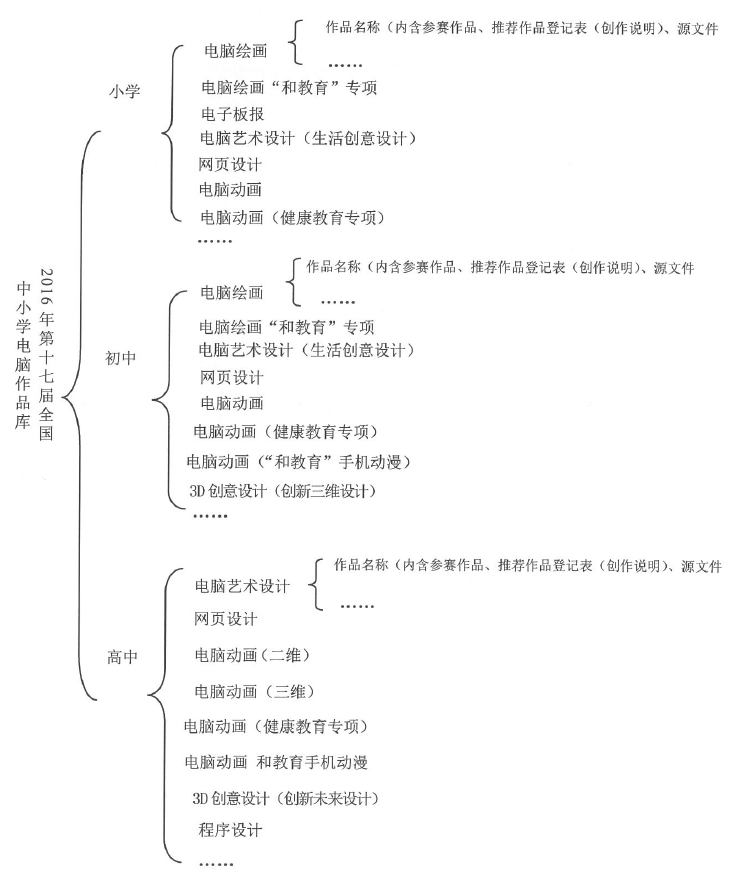 2016年第十七届全国
中小学电脑作品库
小学
电脑绘画
作品名称（内含参赛作品、推荐作品登记表（创作说明）、源文件
……
电脑绘画“和教育”专项
电子板报
电脑艺术设计（生活创意设计）
网页设计
电脑动画
电脑动画（健康教育专项）
……
初中
电脑绘画
作品名称（内含参赛作品、推荐作品登记表（创作说明）、源文件
……
电脑绘画“和教育”专项
电脑艺术设计（生活创意设计）
网页设计
电脑动画
电脑动画（健康教育专项）
电脑动画（“和教育”手机动漫）
3D创意设计（创新三维设计）
……
高中
电脑艺术设计
作品名称（内含参赛作品、推荐作品登记表（创作说明）、源文件
……
网页设计
电脑动画（二维）
电脑动画（三维）
电脑动画（健康教育专项）
电脑动画 和教育手机动漫
3D创意设计（创新未来设计）
程序设计
……